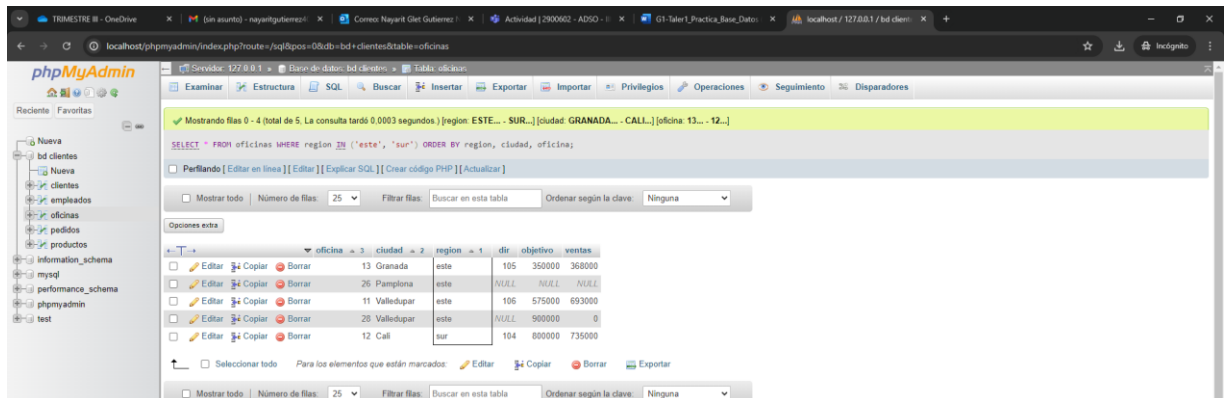 TRIMESTRE III - OneDrive
(sin asunto) - nayaritgutierrez4
Correo: Nayarit Glet Gutierrez
Actividad | 2900602 - ADSO -
G1-Taler1_Practica_Base_Datos
localhost / 127.0.0.1 / bd client
localhost/phpmyadmin/index.php?route=/sql&pos=0&db=bd+clientes&table=oficinas
Incógnito
phpMyAdmin
Reciente Favoritas
Nueva
bd clientes
Nueva
clientes
empleados
oficinas
pedidos
productos
information_schema
mysql
performance_schema
phpmyadmin
test
Servidor: 127.0.0.1 » Base de datos: bd clientes » Tabla: oficinas
Examinar Estructura SQL Buscar Insertar Exportar Importar Privilegios Operaciones Seguimiento Disparadores
Mostrando filas 0 - 4 (total de 5, La consulta tardó 0,0003 segundos.) [region: ESTE... - SUR...] [ciudad: GRANADA... - CALI...] [oficina: 13... - 12...]
SELECT * FROM oficinas WHERE region IN ('este', 'sur') ORDER BY region, ciudad, oficina;
Perfilando [ Editar en línea ] [ Editar ] [ Explicar SQL ] [ Crear código PHP ] [ Actualizar ]
Mostrar todo | Número de filas: 25 Filtrar filas: Buscar en esta tabla Ordenar según la clave: Ninguna
Opciones extra
oficina 3 ciudad 2 region 1 dir objetivo ventas
Editar Copiar Borrar 13 Granada este 105 350000 368000
Editar Copiar Borrar 26 Pamplona este NULL NULL NULL
Editar Copiar Borrar 11 Valledupar este 106 575000 693000
Editar Copiar Borrar 28 Valledupar este NULL 900000 0
Editar Copiar Borrar 12 Cali sur 104 800000 735000
Seleccionar todo Para los elementos que están marcados: Editar Copiar Borrar Exportar
Mostrar todo | Número de filas: 25 Filtrar filas: Buscar en esta tabla Ordenar según la clave: Ninguna